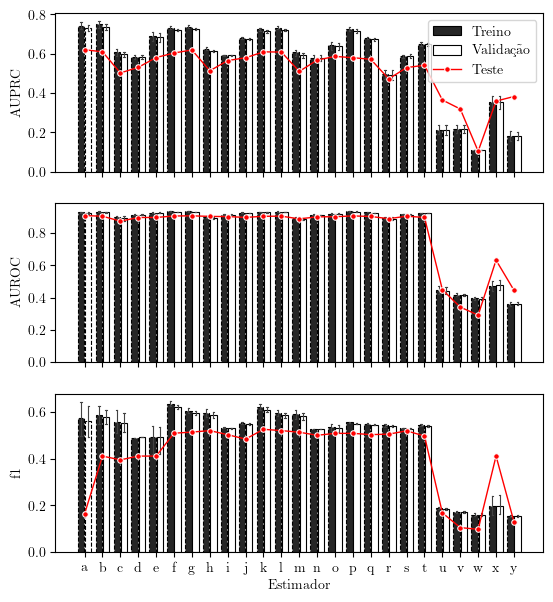 0.8
0.6
0.4
0.2
0.0
AUPRC
Treino
Validação
Teste
0.8
0.6
0.4
0.2
0.0
AUROC
0.6
0.4
0.2
0.0
f1
a b c d e f g h i j k l m n o p q r s t u v w x y
Estimador